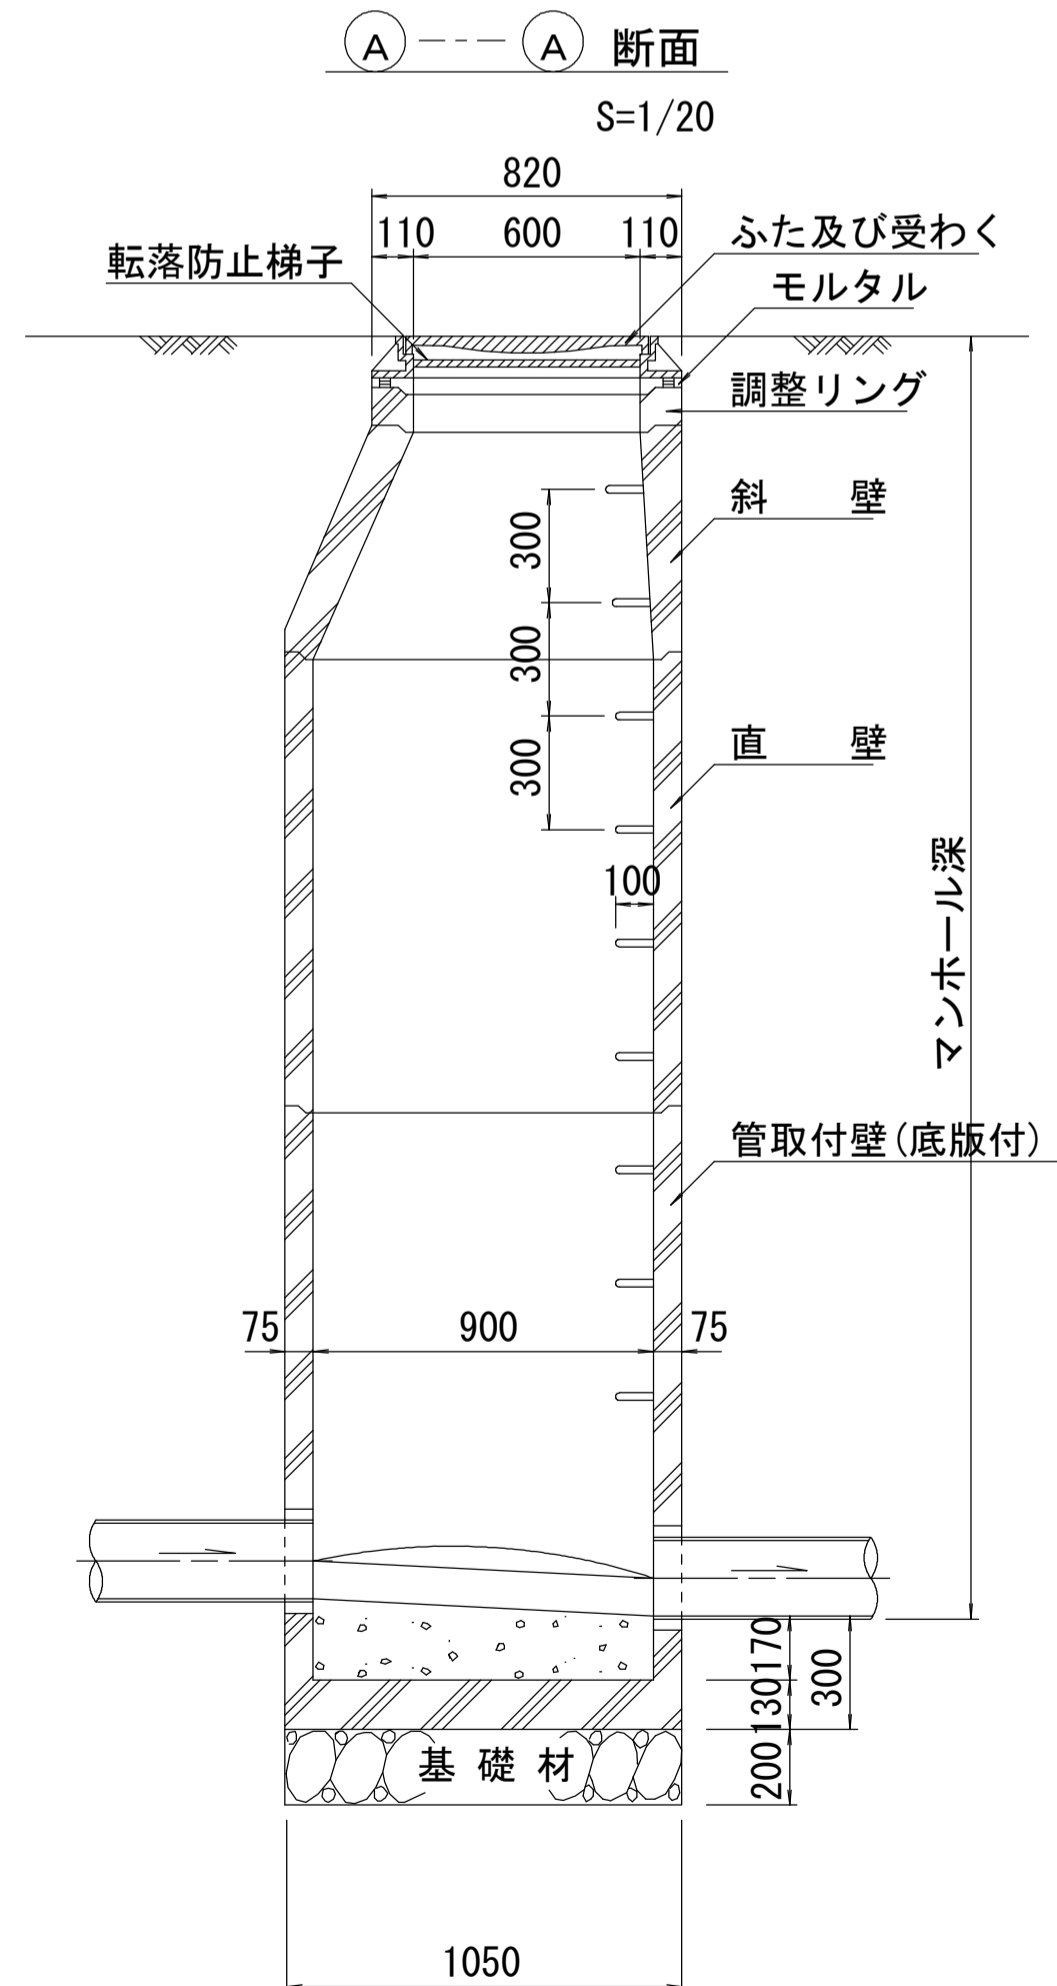 A A 断面
S=1/20
820
110 600 110
ふた及び受わく
転落防止梯子
モルタル
調整リング
斜 壁
300
300
直 壁
300
マンホール深
100
管取付壁(底版付)
75 900 75
170
300
130
200
基礎材
1050